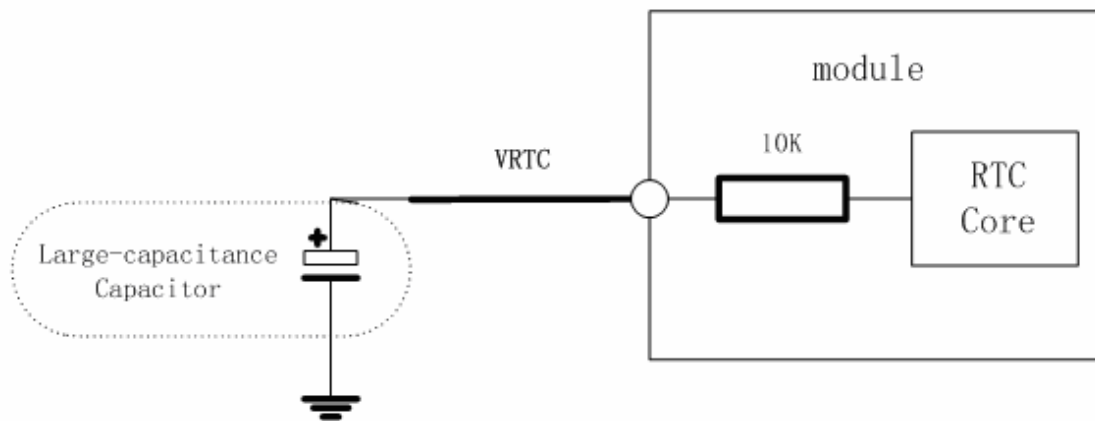 module
VRTC
10K
RTC
Core
+
Large-capacitance
Capacitor